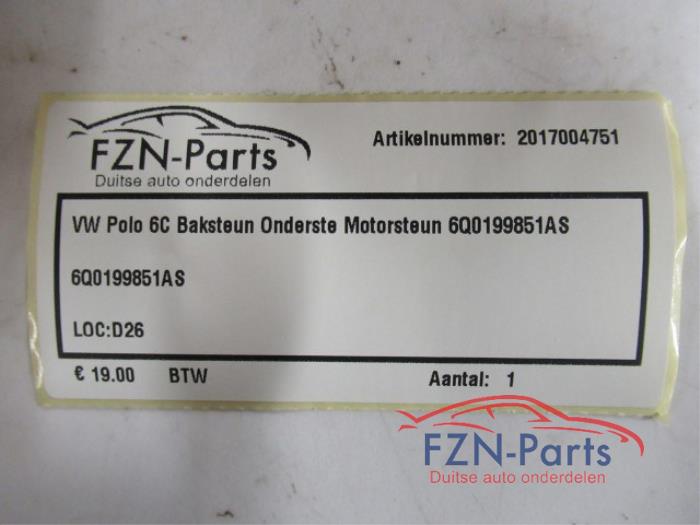 FZN-Parts
Duitse auto onderdelen
Artikelnummer: 2017004751
VW Polo 6C Baksteun Onderste Motorsteun 6Q0199851AS
6Q0199851AS
LOC:D26
€ 19.00 BTW Aantal: 1
FZN-Parts
Duitse auto onderdelen